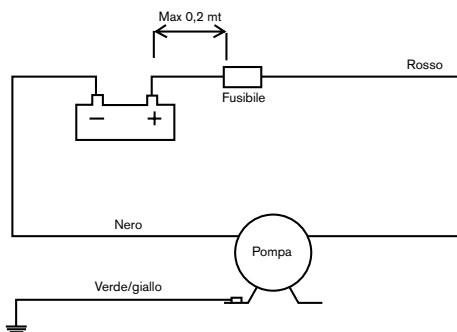 Max 0,2 mt
Rosso
Fusibile
− +
Nero
Pompa
Verde/giallo